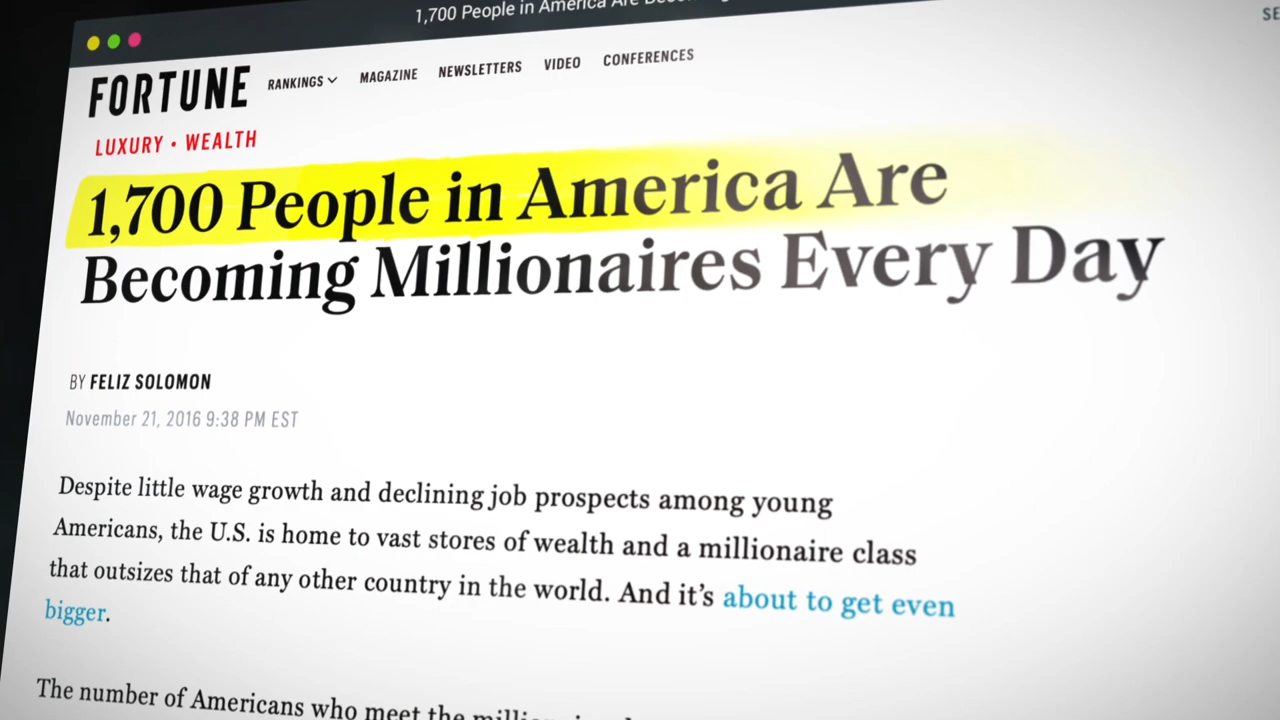 1,700 People in America Are
SE
FORTUNE RANKINGS MAGAZINE NEWSLETTERS VIDEO CONFERENCES
LUXURY • WEALTH
1,700 People in America Are
Becoming Millionaires Every Day
BY FELIZ SOLOMON
November 21, 2016 9:38 PM EST
Despite little wage growth and declining job prospects among young
Americans, the U.S. is home to vast stores of wealth and a millionaire class
that outsizes that of any other country in the world. And it's about to get even
bigger.
The number of Americans who meet the